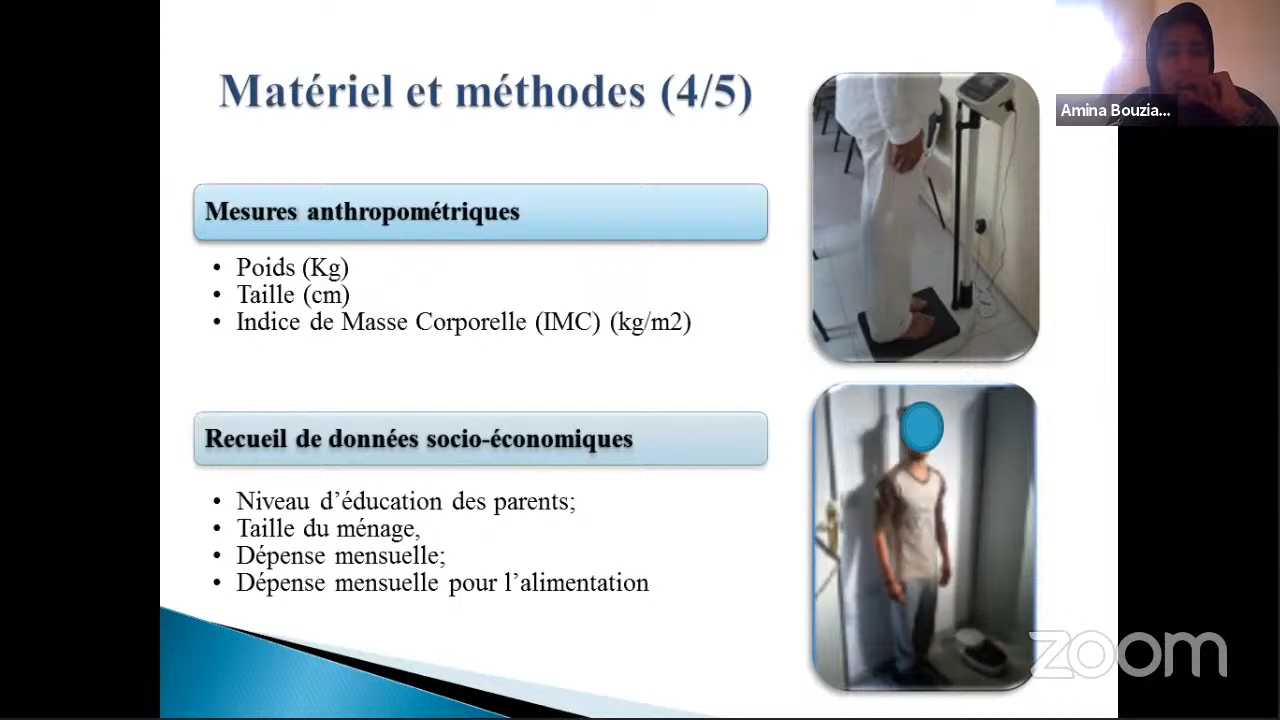 Matériel et méthodes (4/5)
Amina Bouzia...
Mesures anthropométriques
• Poids (Kg)
• Taille (cm)
• Indice de Masse Corporelle (IMC) (kg/m2)
Recueil de données socio-économiques
• Niveau d’éducation des parents;
• Taille du ménage,
• Dépense mensuelle;
• Dépense mensuelle pour l’alimentation
zoom